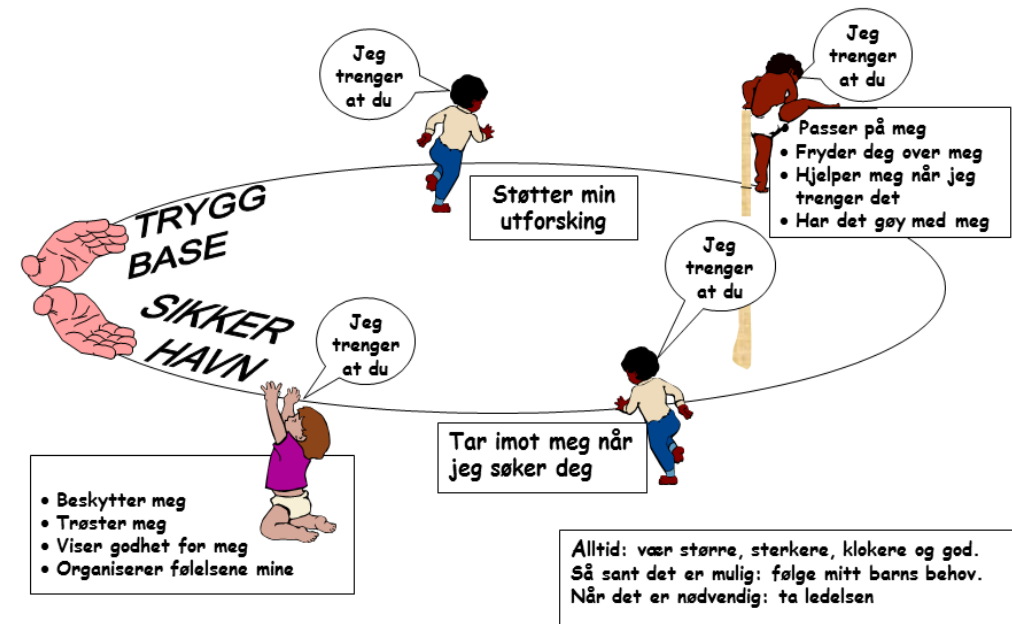 Jeg
trenger
at du
Jeg
trenger
at du
• Passer på meg
• Fryder deg over meg
• Hjelper meg når jeg
trenger det
• Har det gøy med meg
Støtter min
utforsking
TRYGG
BASE
Jeg
trenger
at du
SIKKER
HAVN
Jeg
trenger
at du
Tar imot meg når
jeg søker deg
• Beskytter meg
• Trøster meg
• Viser godhet for meg
• Organiserer følelsene mine
Alltid: vær større, sterkere, klokere og god.
Så sant det er mulig: følge mitt barns behov.
Når det er nødvendig: ta ledelsen